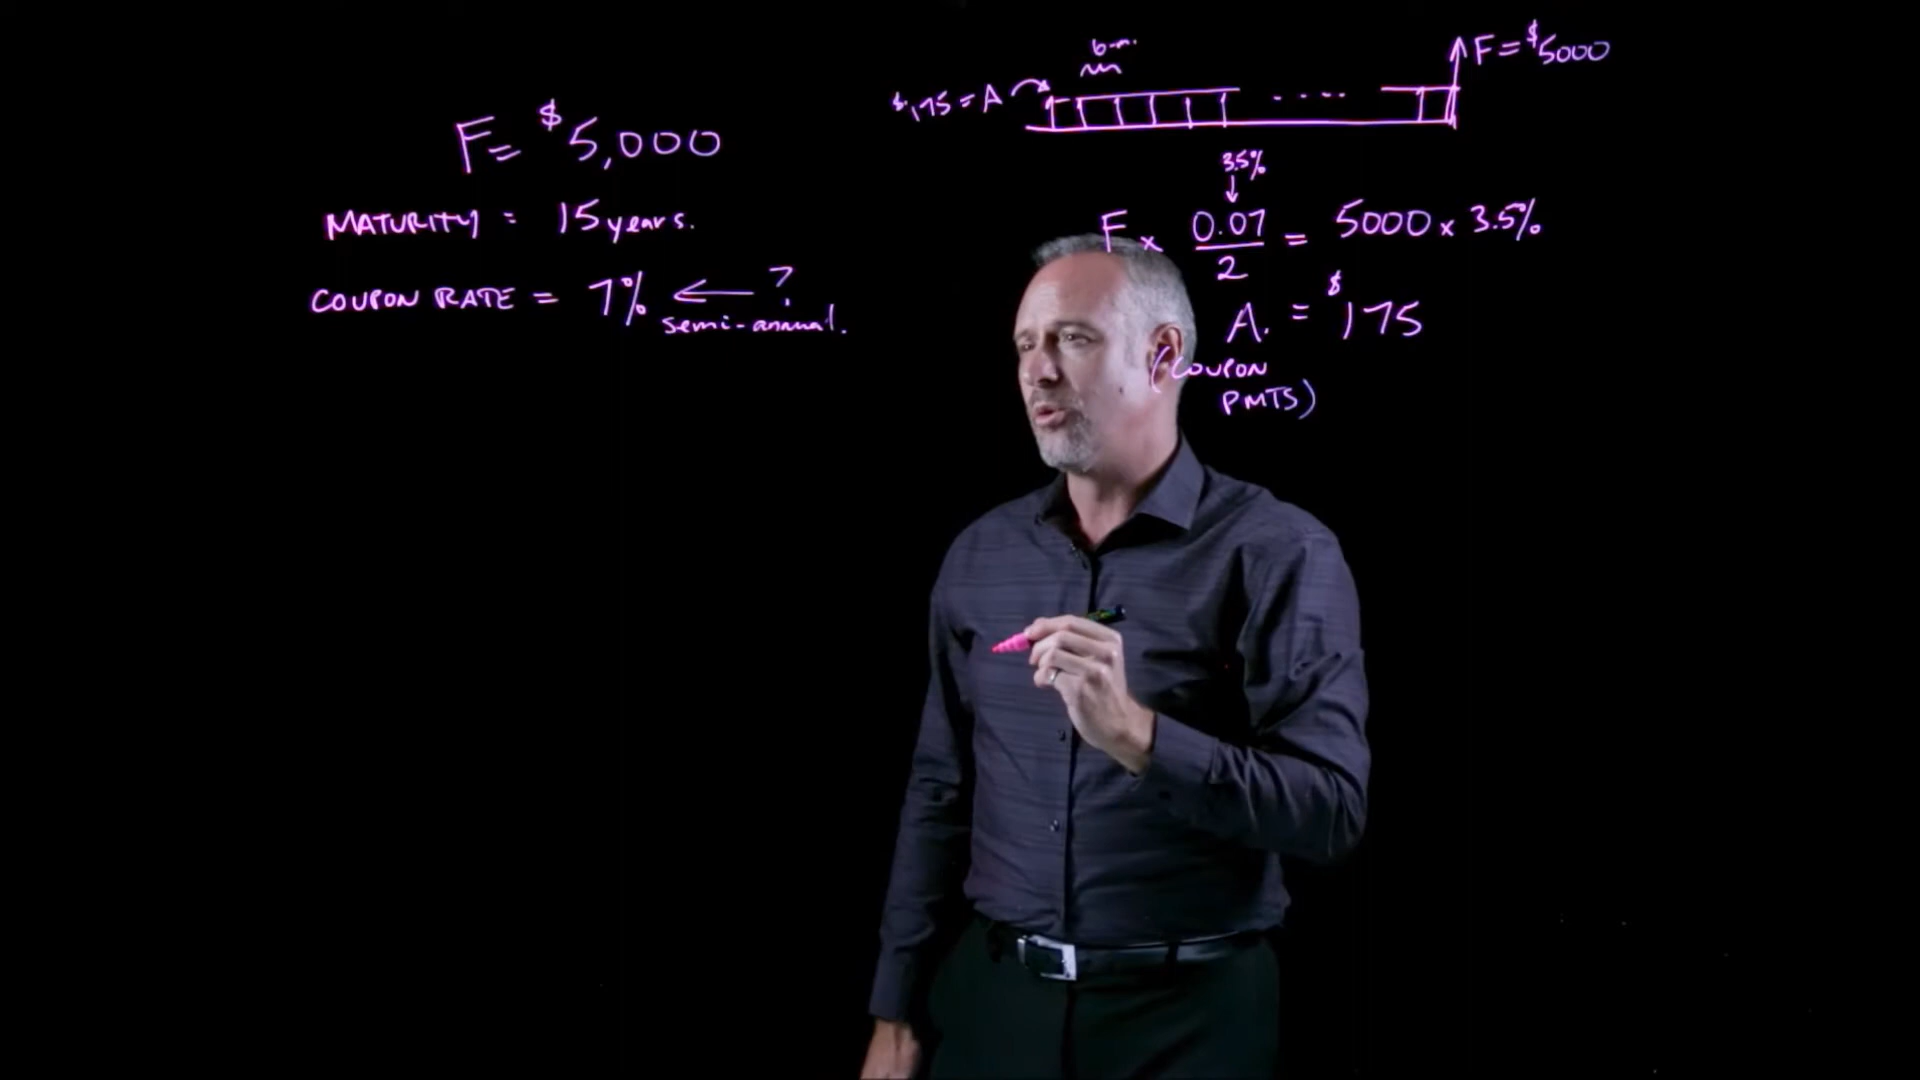 F = $5,000
MATURITY = 15 years.
COUPON RATE = 7% ← ?
semi-annual.
6-m.
$175 = A
....
F = $5000
3.5%
↓
F x 0.07 / 2 = 5000 x 3.5%
A. = $175
(COUPON
PMTS)